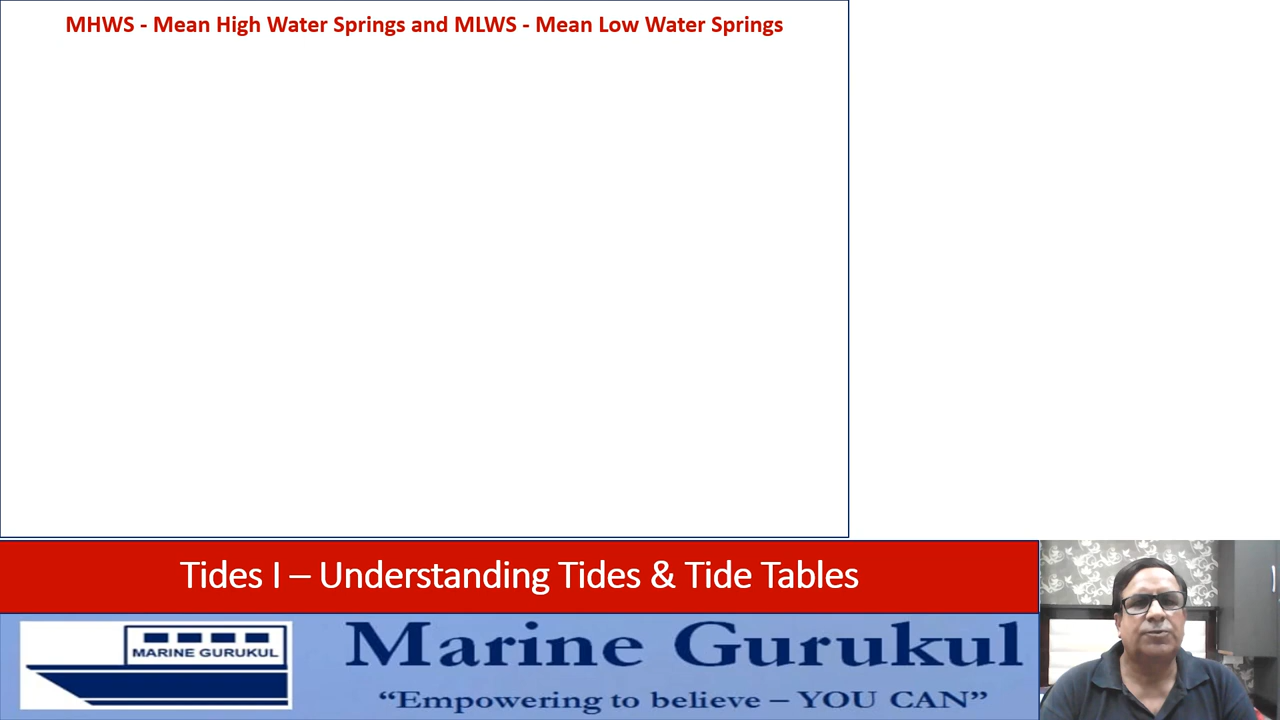 MHWS - Mean High Water Springs and MLWS - Mean Low Water Springs
Tides I – Understanding Tides & Tide Tables
MARINE GURUKUL
Marine Gurukul
“Empowering to believe – YOU CAN”